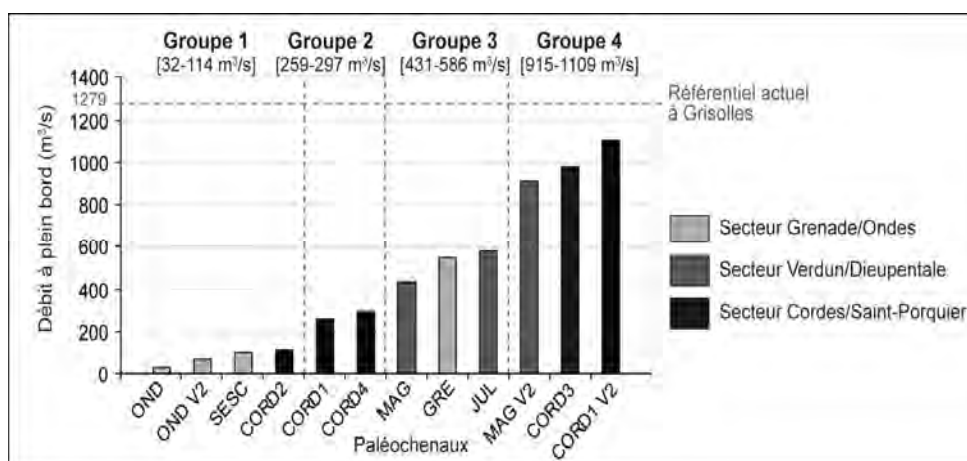 Groupe 1 Groupe 2 Groupe 3 Groupe 4
[32-114 m³/s] [259-297 m³/s] [431-586 m³/s] [915-1109 m³/s]
Débit à plein bord (m³/s)
1400
1279
1200
1000
800
600
400
200
0
Référentiel actuel
à Grisolles
Secteur Grenade/Ondes
Secteur Verdun/Dieupentale
Secteur Cordes/Saint-Porquier
OND
OND V2
SESC
CORD2
CORD1
CORD4
MAG
GRE
JUL
MAG V2
CORD3
CORD1 V2
Paléochenaux